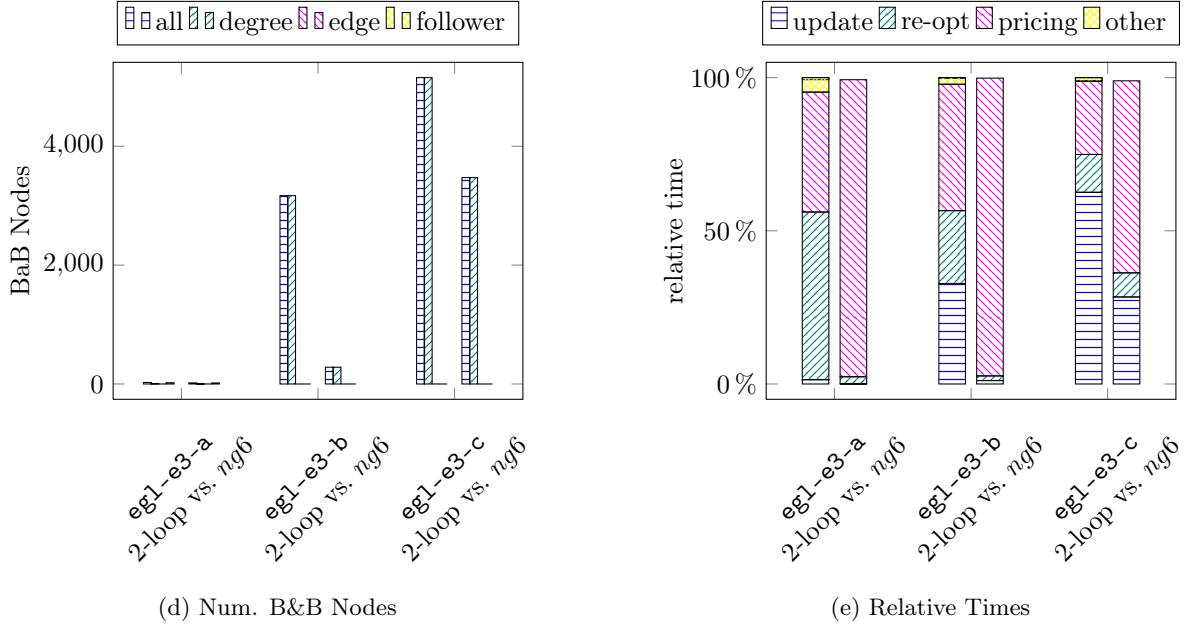 all degree edge follower
BaB Nodes
4,000
2,000
0
egl-e3-a
2-loop vs. ng6
egl-e3-b
2-loop vs. ng6
egl-e3-c
2-loop vs. ng6
(d) Num. B&B Nodes
update re-opt pricing other
relative time
100 %
50 %
0 %
egl-e3-a
2-loop vs. ng6
egl-e3-b
2-loop vs. ng6
egl-e3-c
2-loop vs. ng6
(e) Relative Times